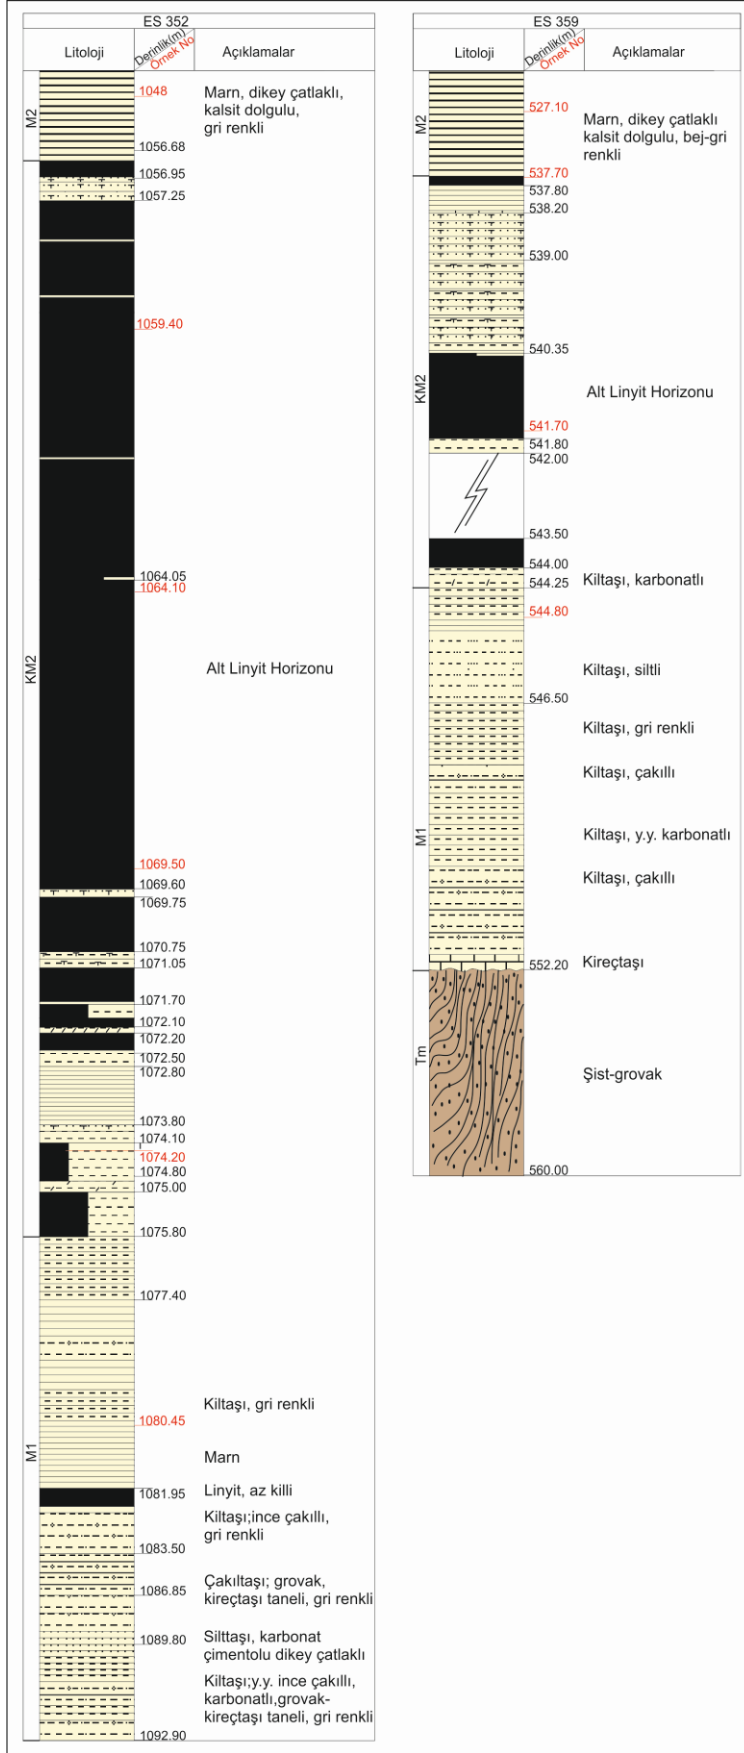 ES 352
Litoloji
Derinlik(m)
Örnek No
Açıklamalar
M2
1048
Marn, dikey çatlaklı,
kalsit dolgulu,
gri renkli
1056.68
KM2
1056.95
1057.25
1059.40
1064.05
1064.10
Alt Linyit Horizonu
1069.50
1069.60
1069.75
1070.75
1071.05
1071.70
1072.10
1072.20
1072.50
1072.80
1073.80
1074.10
1074.20
1074.80
1075.00
1075.80
M1
1077.40
Kiltaşı, gri renkli
1080.45
Marn
1081.95
Linyit, az killi
Kiltaşı;ince çakıllı,
gri renkli
1083.50
Çakıltaşı; grovak,
kireçtaşı taneli, gri renkli
1086.85
Silttaşı, karbonat
çimentolu dikey çatlaklı
1089.80
Kiltaşı;y.y. ince çakıllı,
karbonatlı,grovak-
kireçtaşı taneli, gri renkli
1092.90
ES 359
Litoloji
Derinlik(m)
Örnek No
Açıklamalar
M2
527.10
Marn, dikey çatlaklı
kalsit dolgulu, bej-gri
renkli
537.70
KM2
537.80
538.20
539.00
540.35
Alt Linyit Horizonu
541.70
541.80
542.00
543.50
544.00
544.25
Kiltaşı, karbonatlı
M1
544.80
Kiltaşı, siltli
546.50
Kiltaşı, gri renkli
Kiltaşı, çakıllı
Kiltaşı, y.y. karbonatlı
Kiltaşı, çakıllı
Kireçtaşı
552.20
Tm
Şist-grovak
560.00